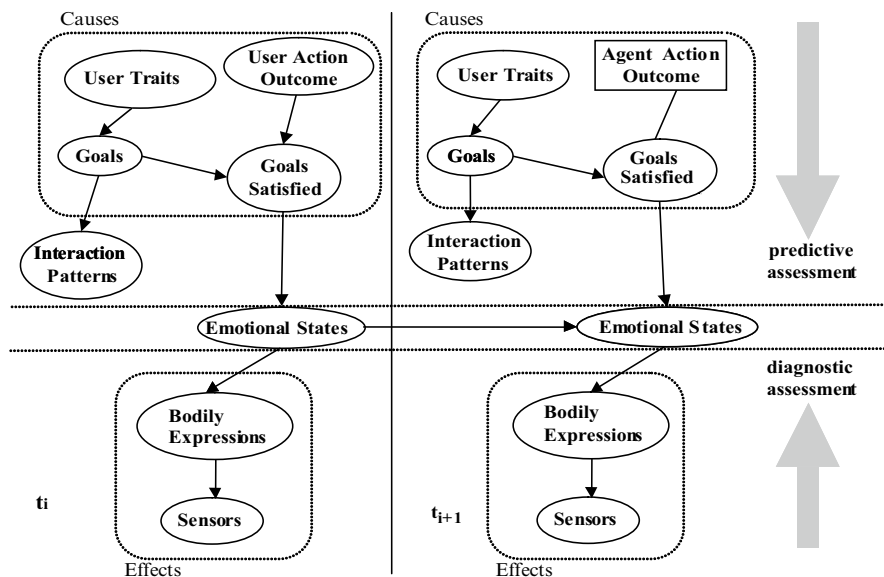 Causes
User Traits
User Action
Outcome
Goals
Goals
Satisfied
Interaction
Patterns
Emotional States
Bodily
Expressions
Sensors
ti
Effects
Causes
User Traits
Agent Action
Outcome
Goals
Goals
Satisfied
Interaction
Patterns
Emotional States
Bodily
Expressions
Sensors
ti+1
Effects
predictive
assessment
diagnostic
assessment